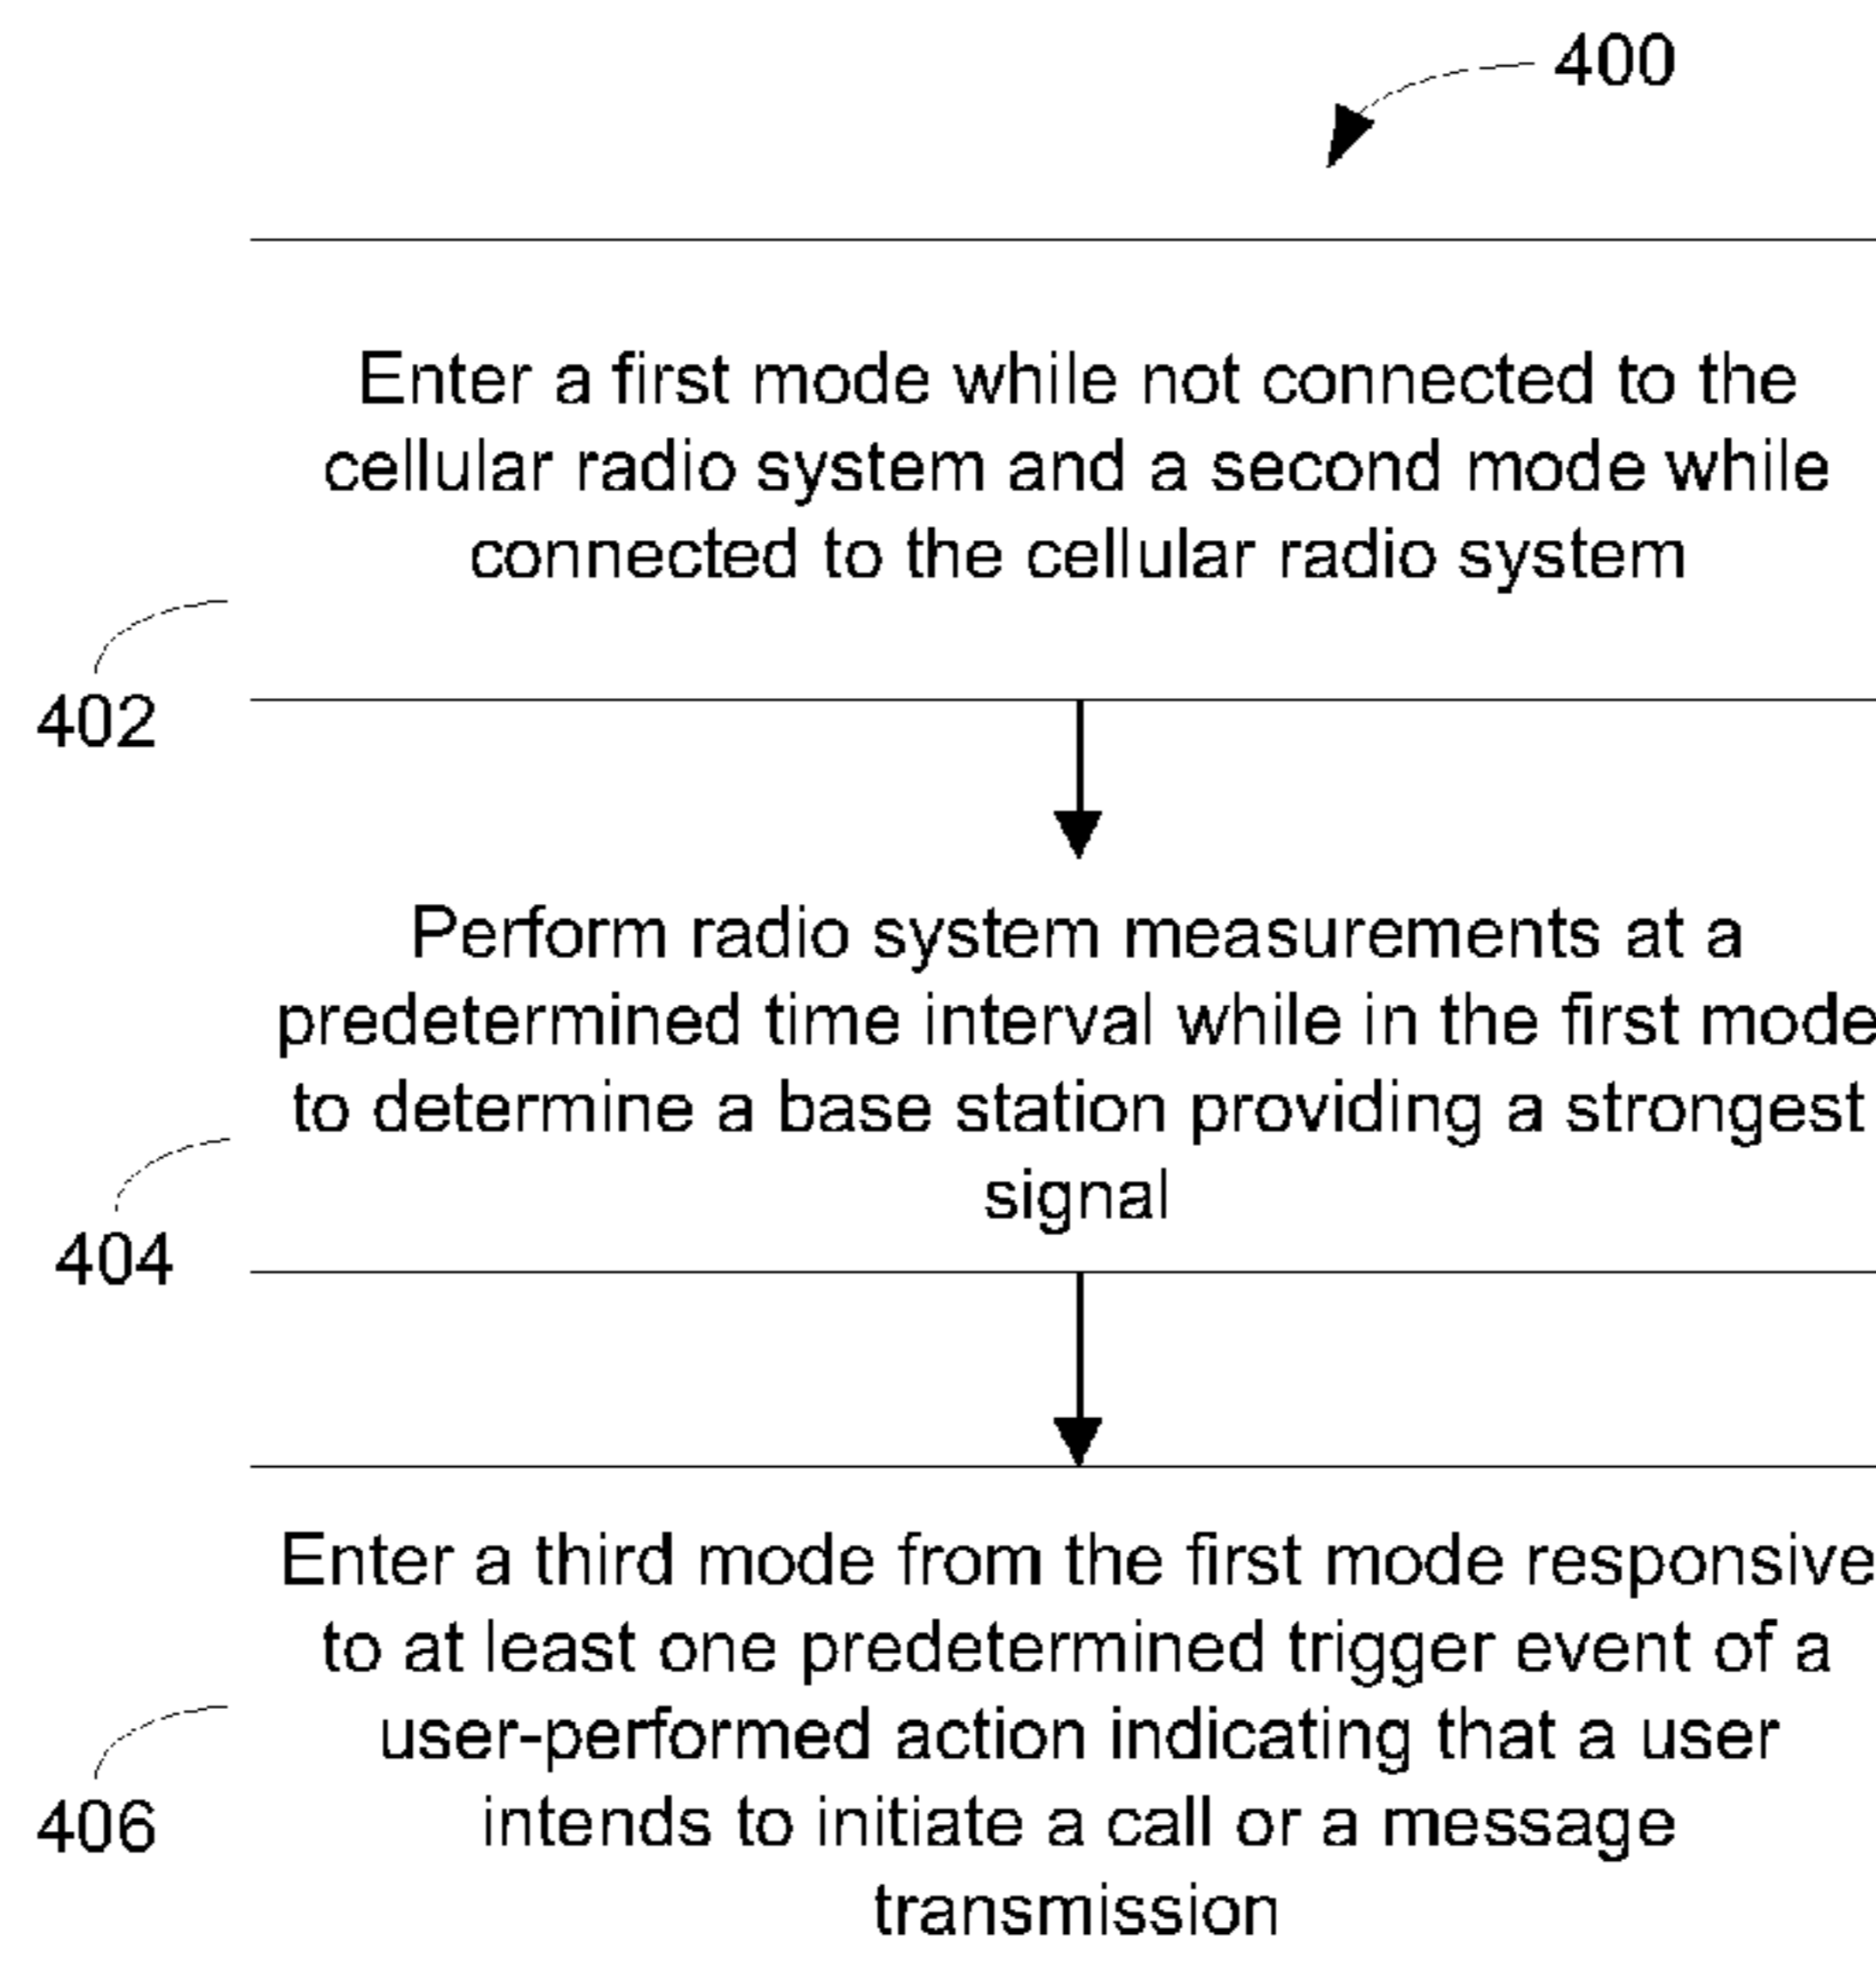 400
Enter a first mode while not connected to the
cellular radio system and a second mode while
connected to the cellular radio system
402
Perform radio system measurements at a
predetermined time interval while in the first mode
to determine a base station providing a strongest
signal
404
Enter a third mode from the first mode responsive
to at least one predetermined trigger event of a
user-performed action indicating that a user
intends to initiate a call or a message
transmission
406